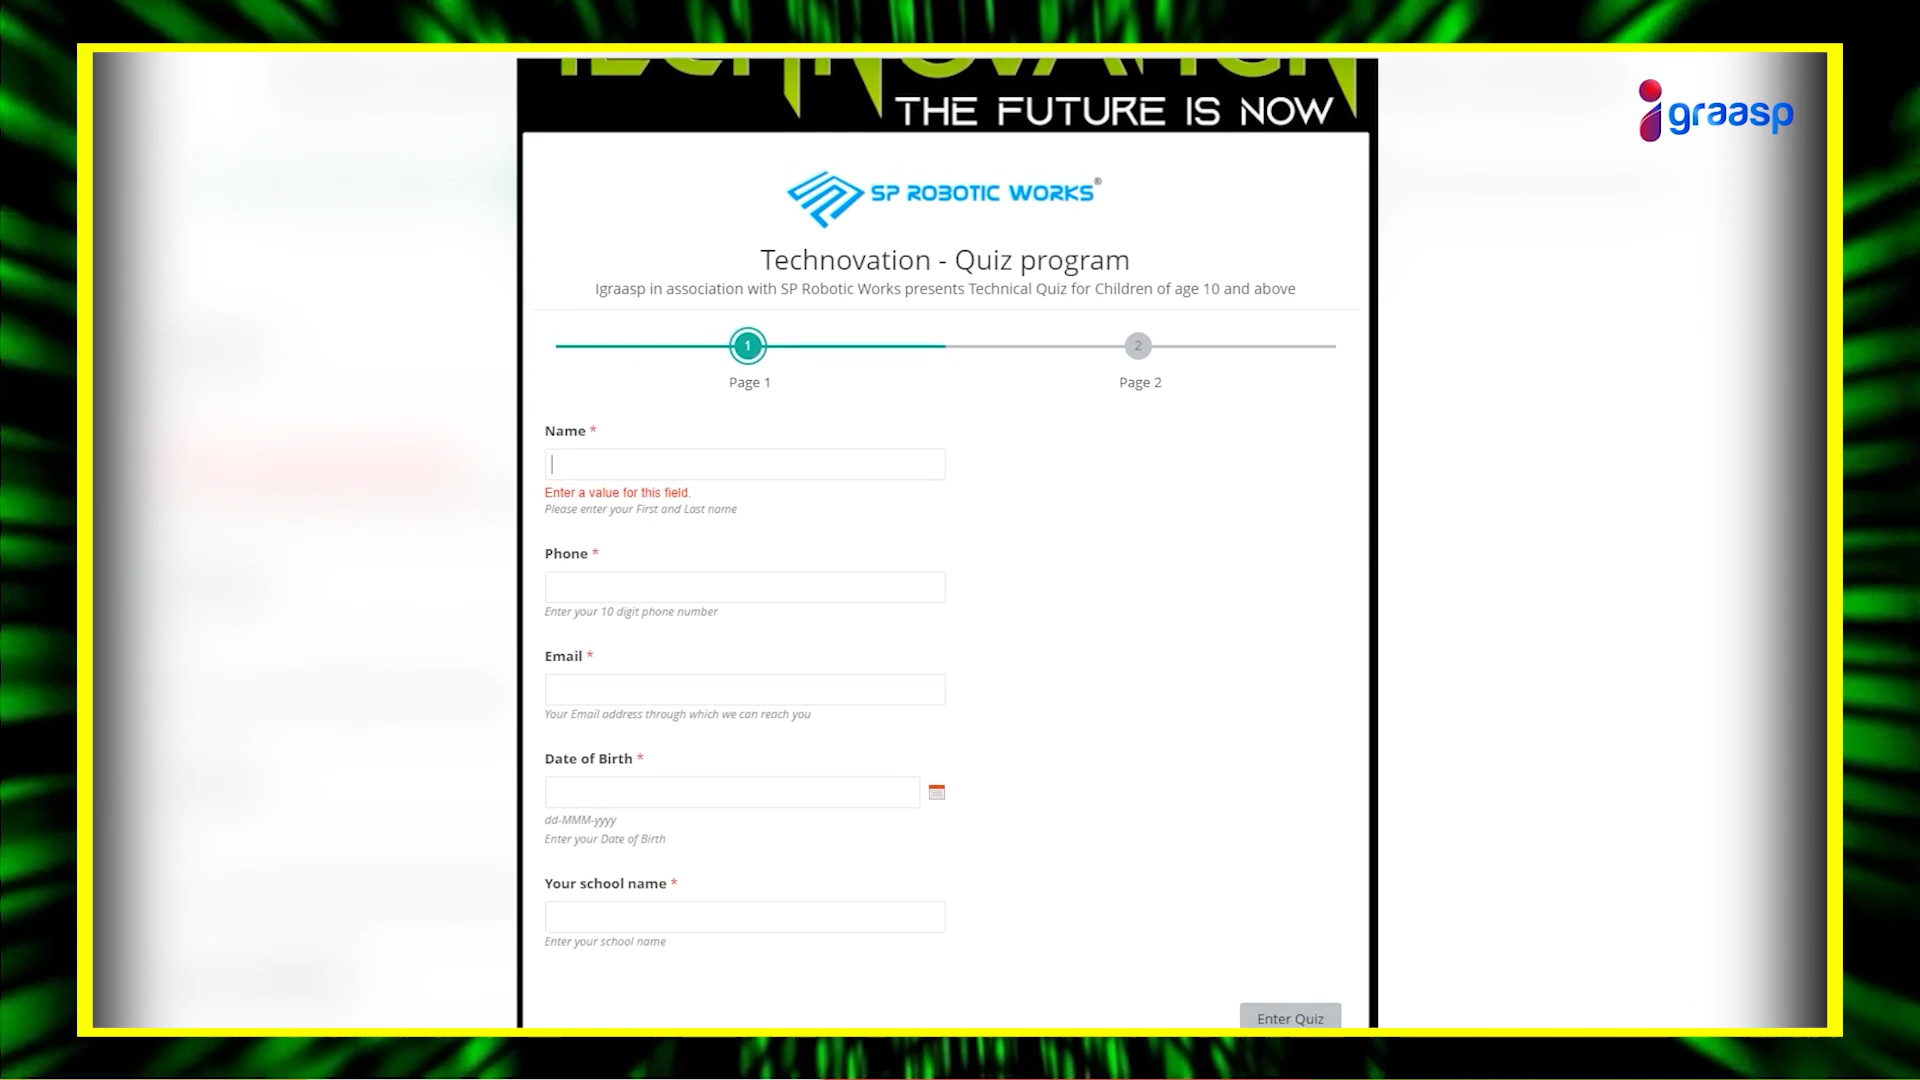 TECHNOVATION
THE FUTURE IS NOW
igraasp
SP ROBOTIC WORKS®
Technovation - Quiz program
Igraasp in association with SP Robotic Works presents Technical Quiz for Children of age 10 and above
1
2
Page 1
Page 2
Name *
Enter a value for this field.
Please enter your First and Last name
Phone *
Enter your 10 digit phone number
Email *
Your Email address through which we can reach you
Date of Birth *
dd-MMM-yyyy
Enter your Date of Birth
Your school name *
Enter your school name
Enter Quiz